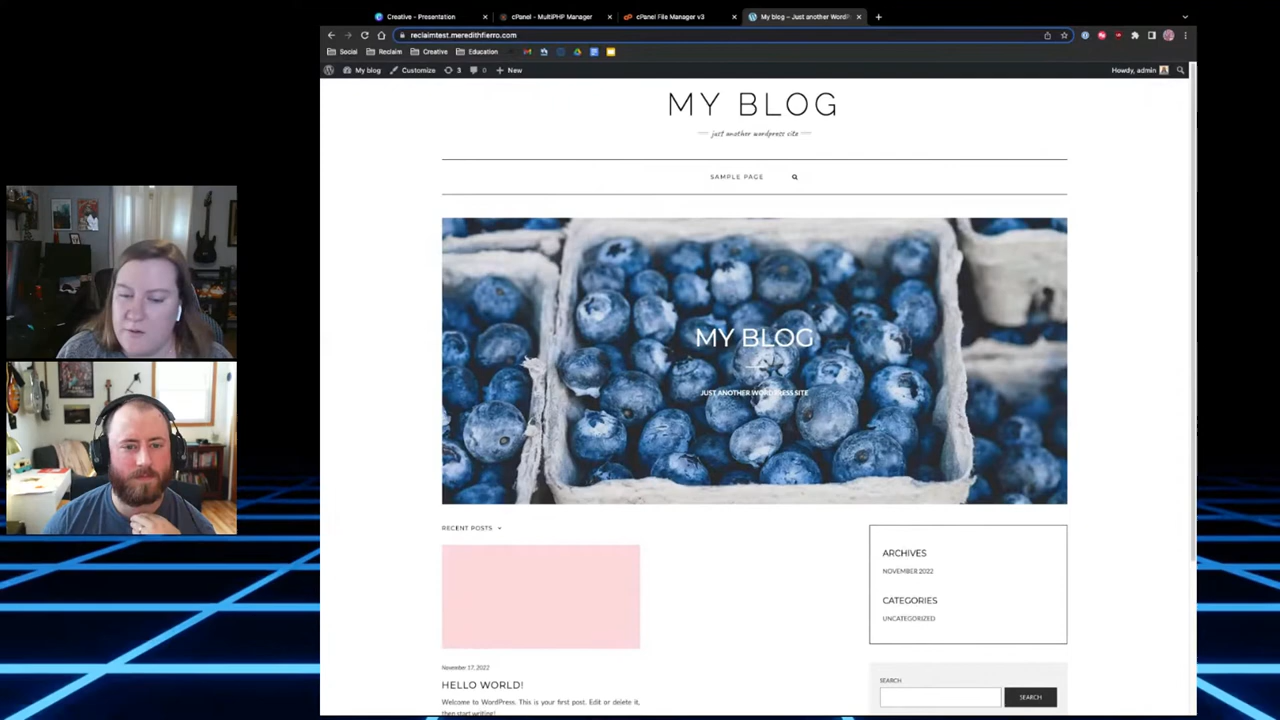 Creative - Presentation
cPanel - MultiPHP Manager
cPanel File Manager v3
My blog – Just another WordP
reclaimtest.meredithfierro.com
Social
Reclaim
Creative
Education
My blog
Customize
3
0
New
Howdy, admin
MY BLOG
just another wordpress site
SAMPLE PAGE
MY BLOG
JUST ANOTHER WORDPRESS SITE
RECENT POSTS
November 17, 2022
HELLO WORLD!
Welcome to WordPress. This is your first post. Edit or delete it,
then start writing!
ARCHIVES
NOVEMBER 2022
CATEGORIES
UNCATEGORIZED
SEARCH
SEARCH